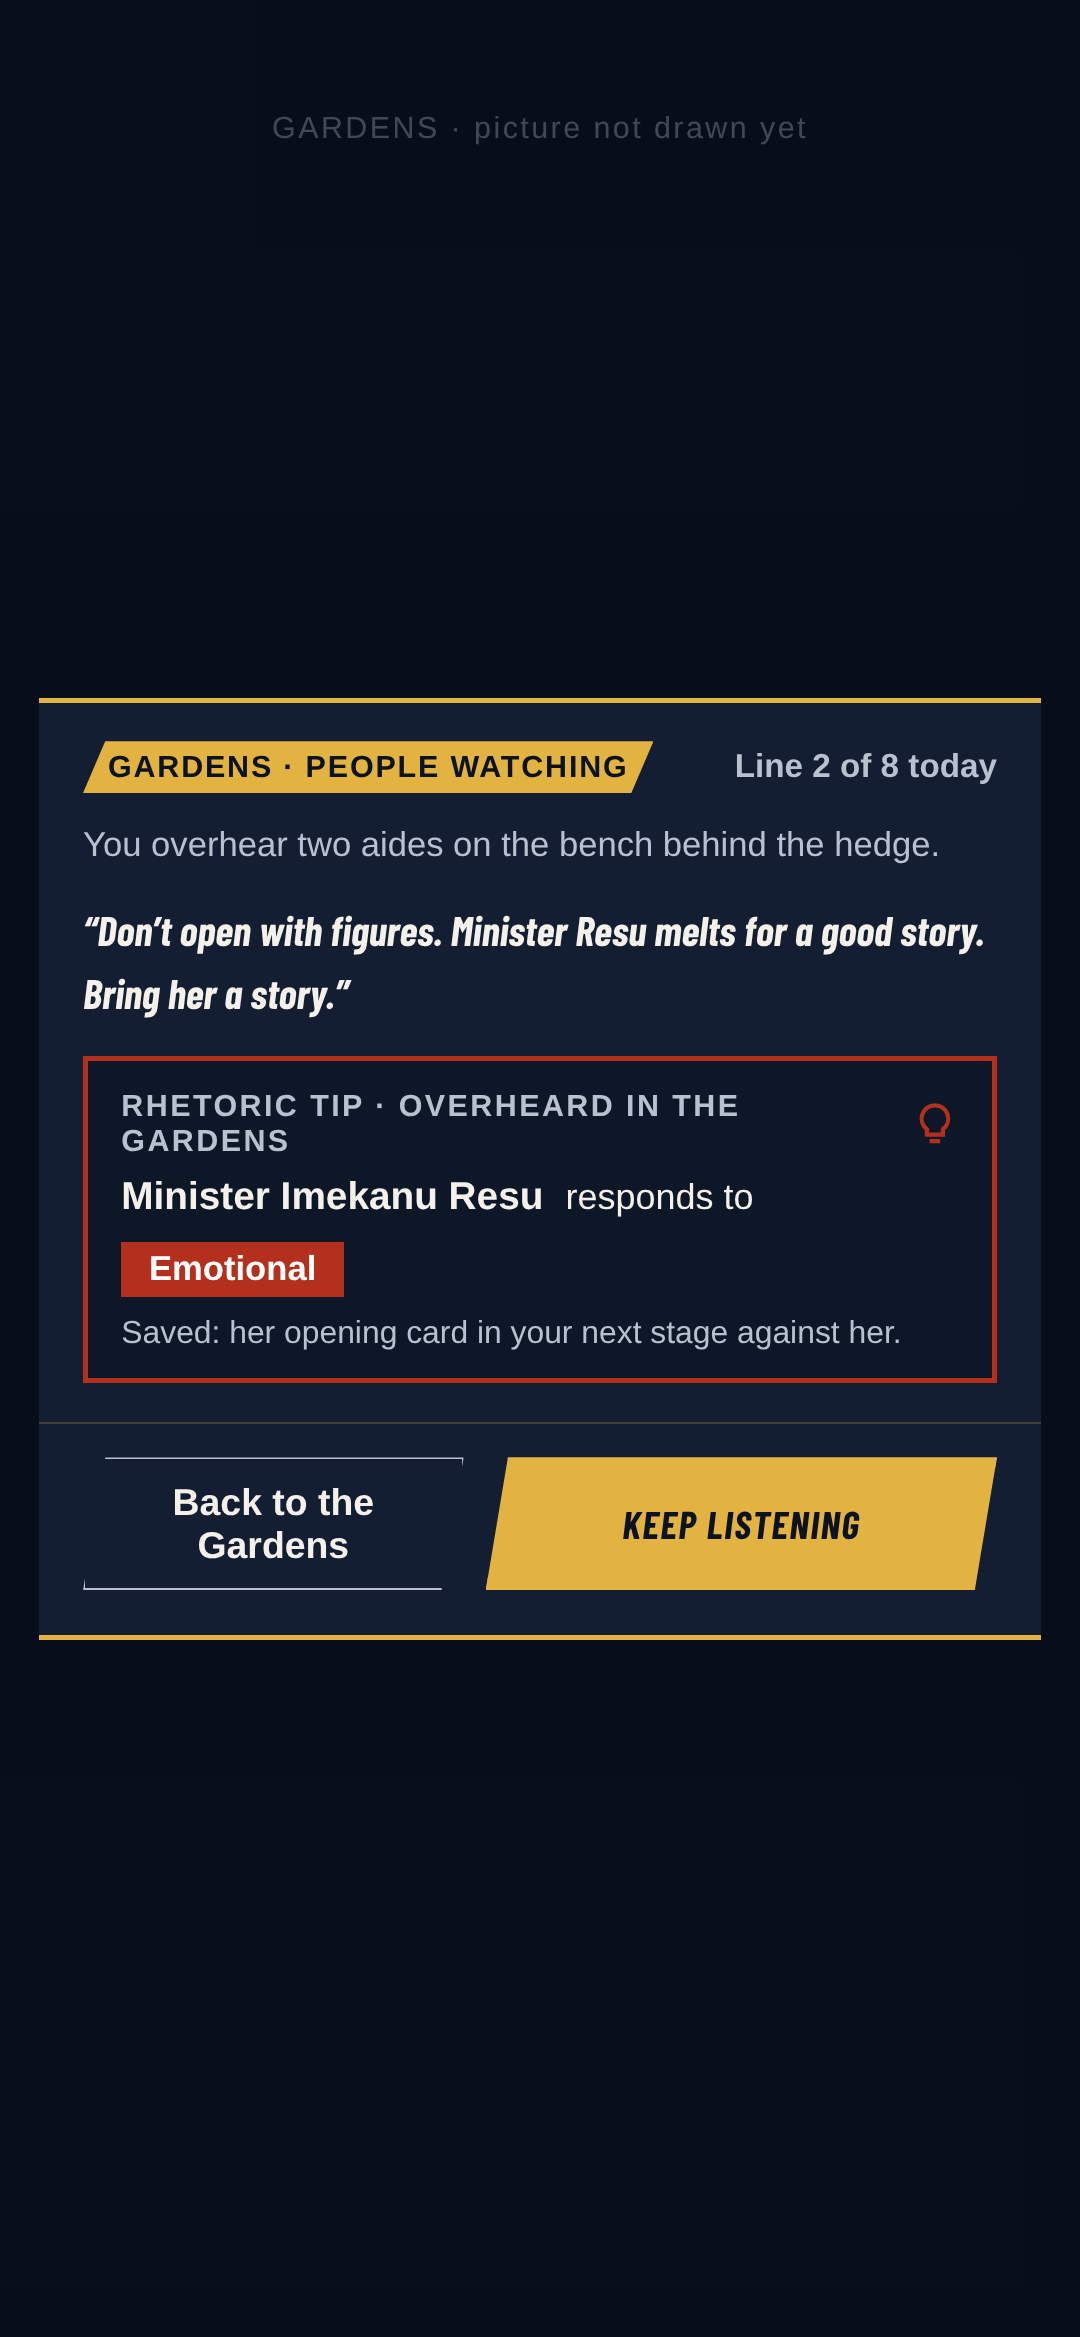 GARDENS · picture not drawn yet
GARDENS · PEOPLE WATCHING
Line 2 of 8 today
You overhear two aides on the bench behind the hedge.
“Don’t open with figures. Minister Resu melts for a good story.
Bring her a story.”
RHETORIC TIP · OVERHEARD IN THE
GARDENS
Minister Imekanu Resu responds to
Emotional
Saved: her opening card in your next stage against her.
Back to the
Gardens
KEEP LISTENING